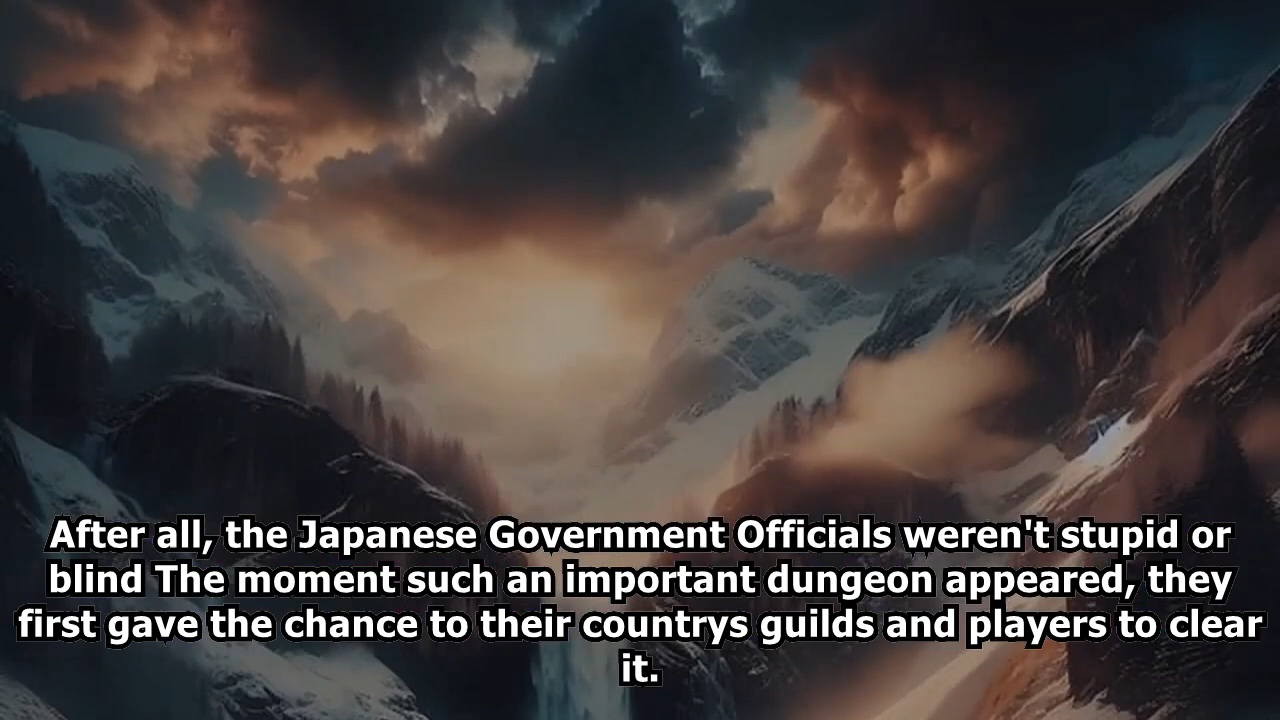 After all, the Japanese Government Officials weren't stupid or
blind The moment such an important dungeon appeared, they
first gave the chance to their countrys guilds and players to clear
it.